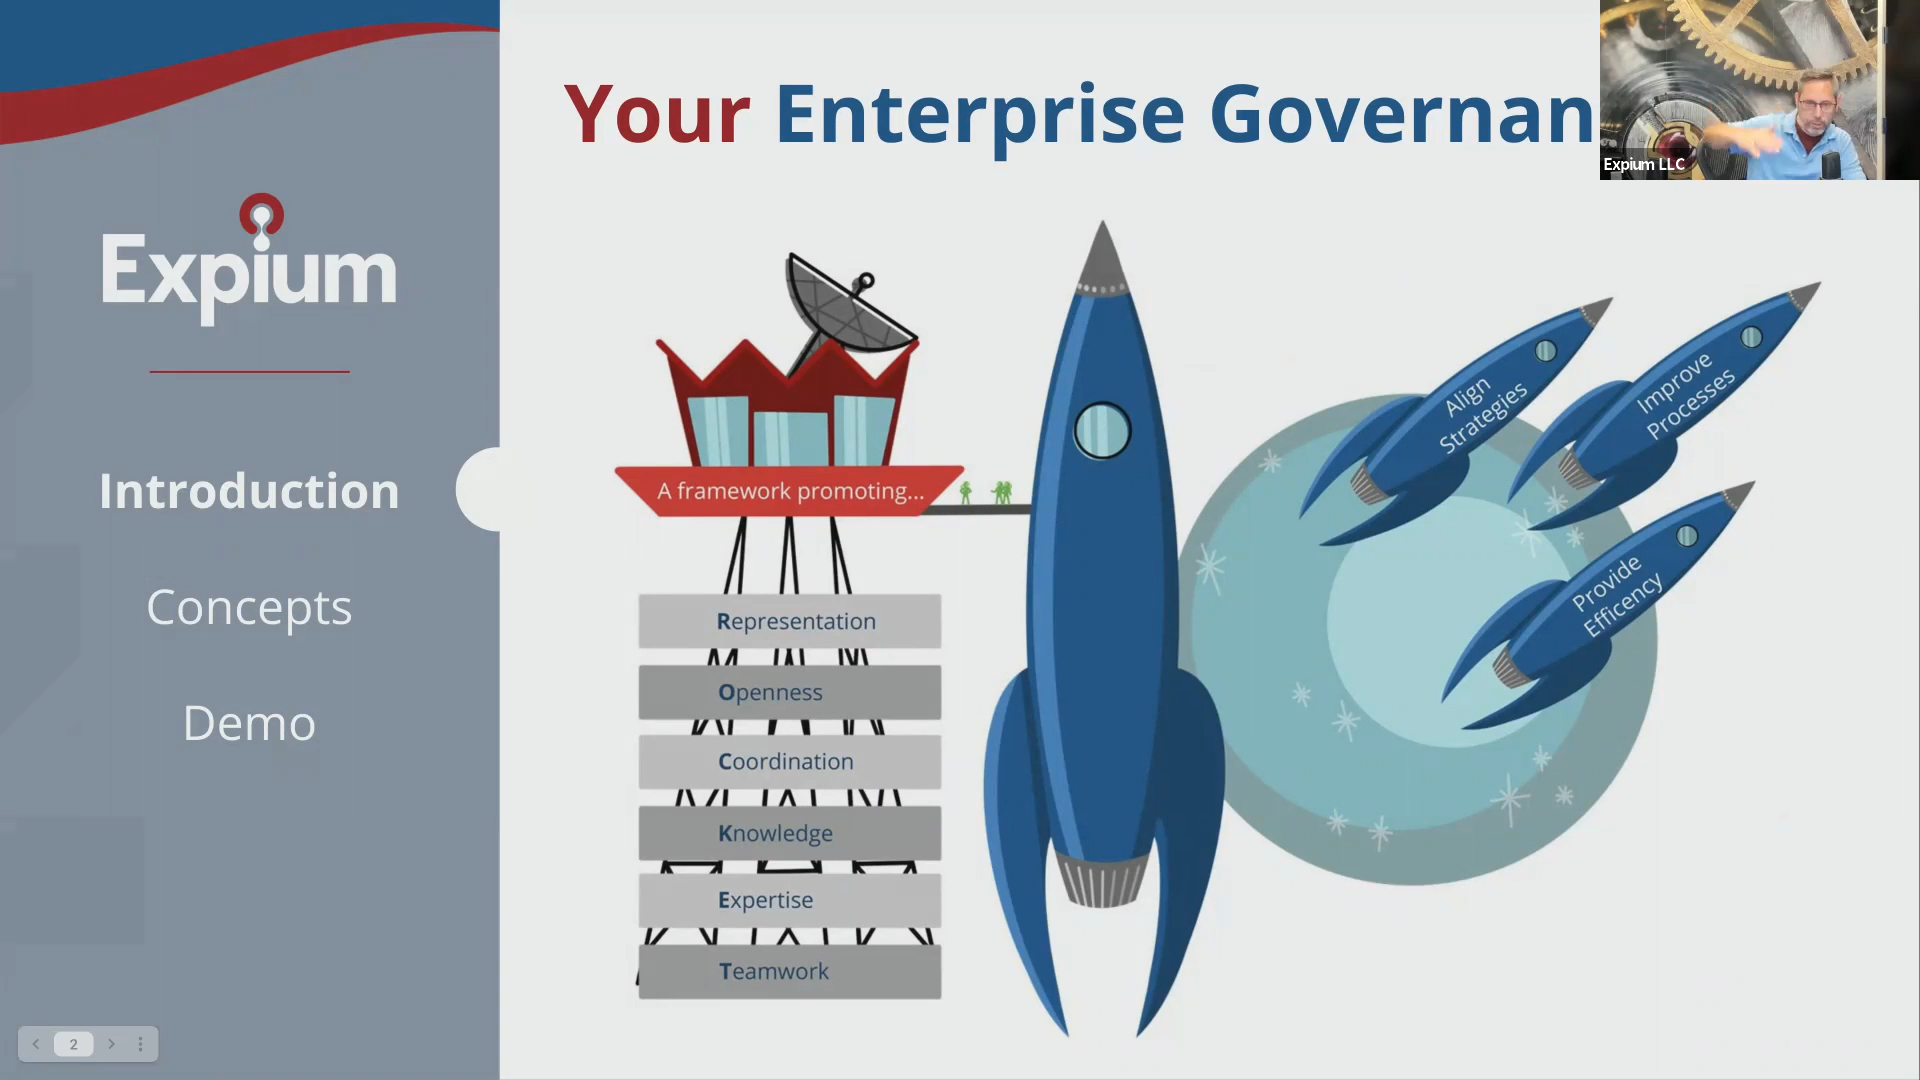 Your Enterprise Governan
Expium LLC
Expium
Introduction
Concepts
Demo
A framework promoting...
Representation
Openness
Coordination
Knowledge
Expertise
Teamwork
Align
Strategies
Improve
Processes
Provide
Efficency
2